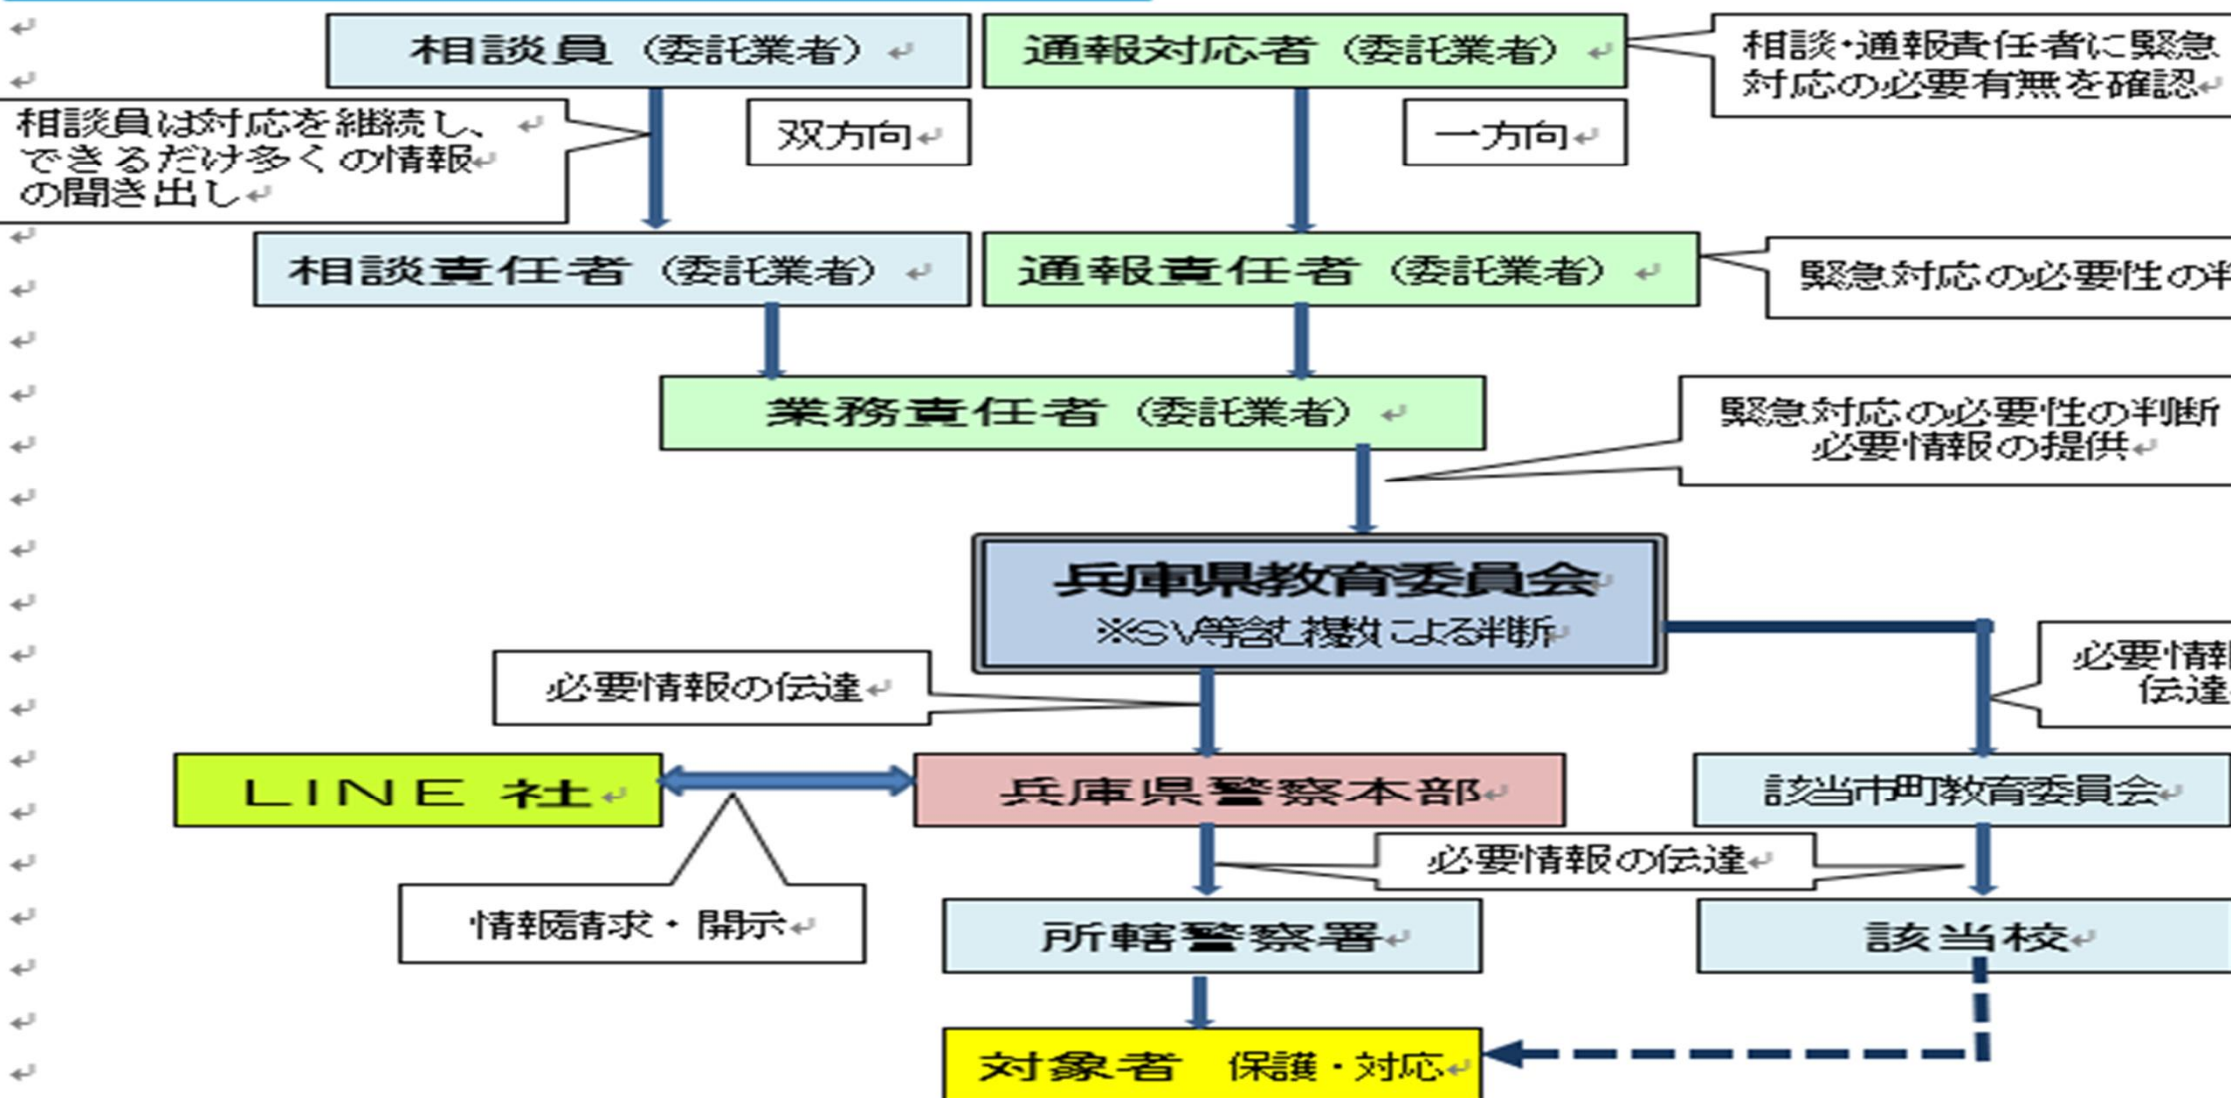 相談員（委託業者）
通報対応者（委託業者）
相談・通報責任者に緊急
対応の必要有無を確認
相談員は対応を継続し、
できるだけ多くの情報
の聞き出し
双方向
一方向
相談責任者（委託業者）
通報責任者（委託業者）
緊急対応の必要性の
業務責任者（委託業者）
緊急対応の必要性の判断
必要情報の提供
兵庫県教育委員会
※SV等含む複数による判断
必要情報の伝達
必要情報
伝達
LINE 社
兵庫県警察本部
該当市町教育委員会
必要情報の伝達
情報請求・開示
所轄警察署
該当校
対象者 保護・対応